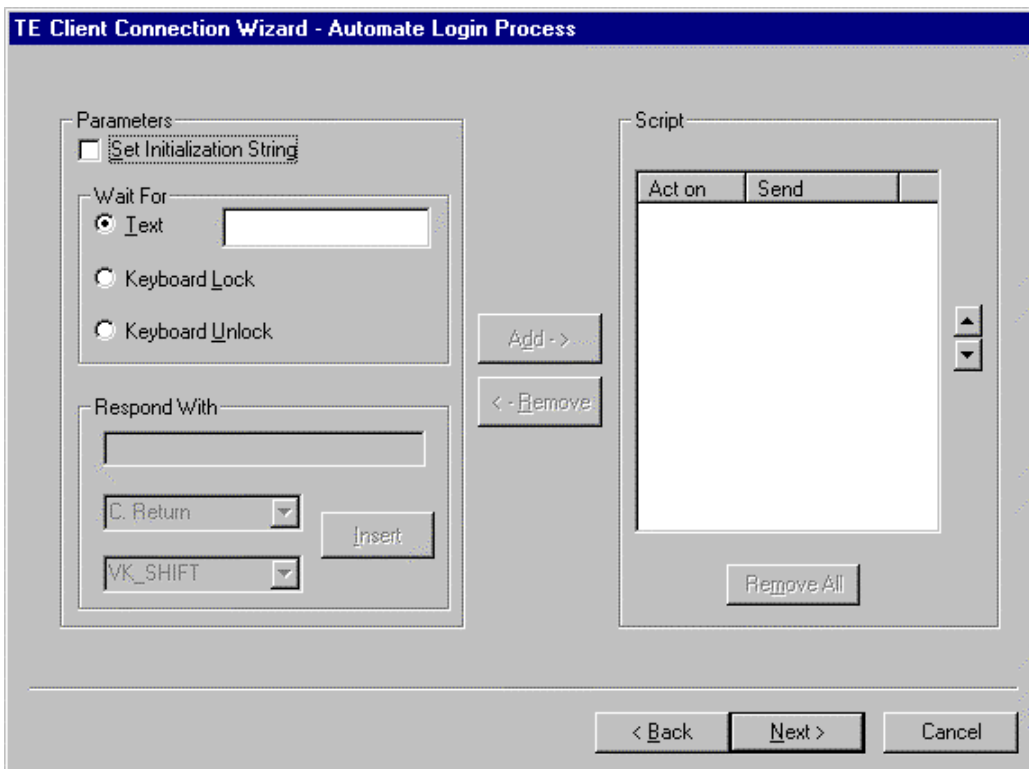 TE Client Connection Wizard - Automate Login Process
Parameters
Set Initialization String
Wait For
Text
Keyboard Lock
Keyboard Unlock
Respond With
C. Return
VK_SHIFT
Insert
Add - >
< - Remove
Script
Act on Send
Remove All
< Back Next > Cancel